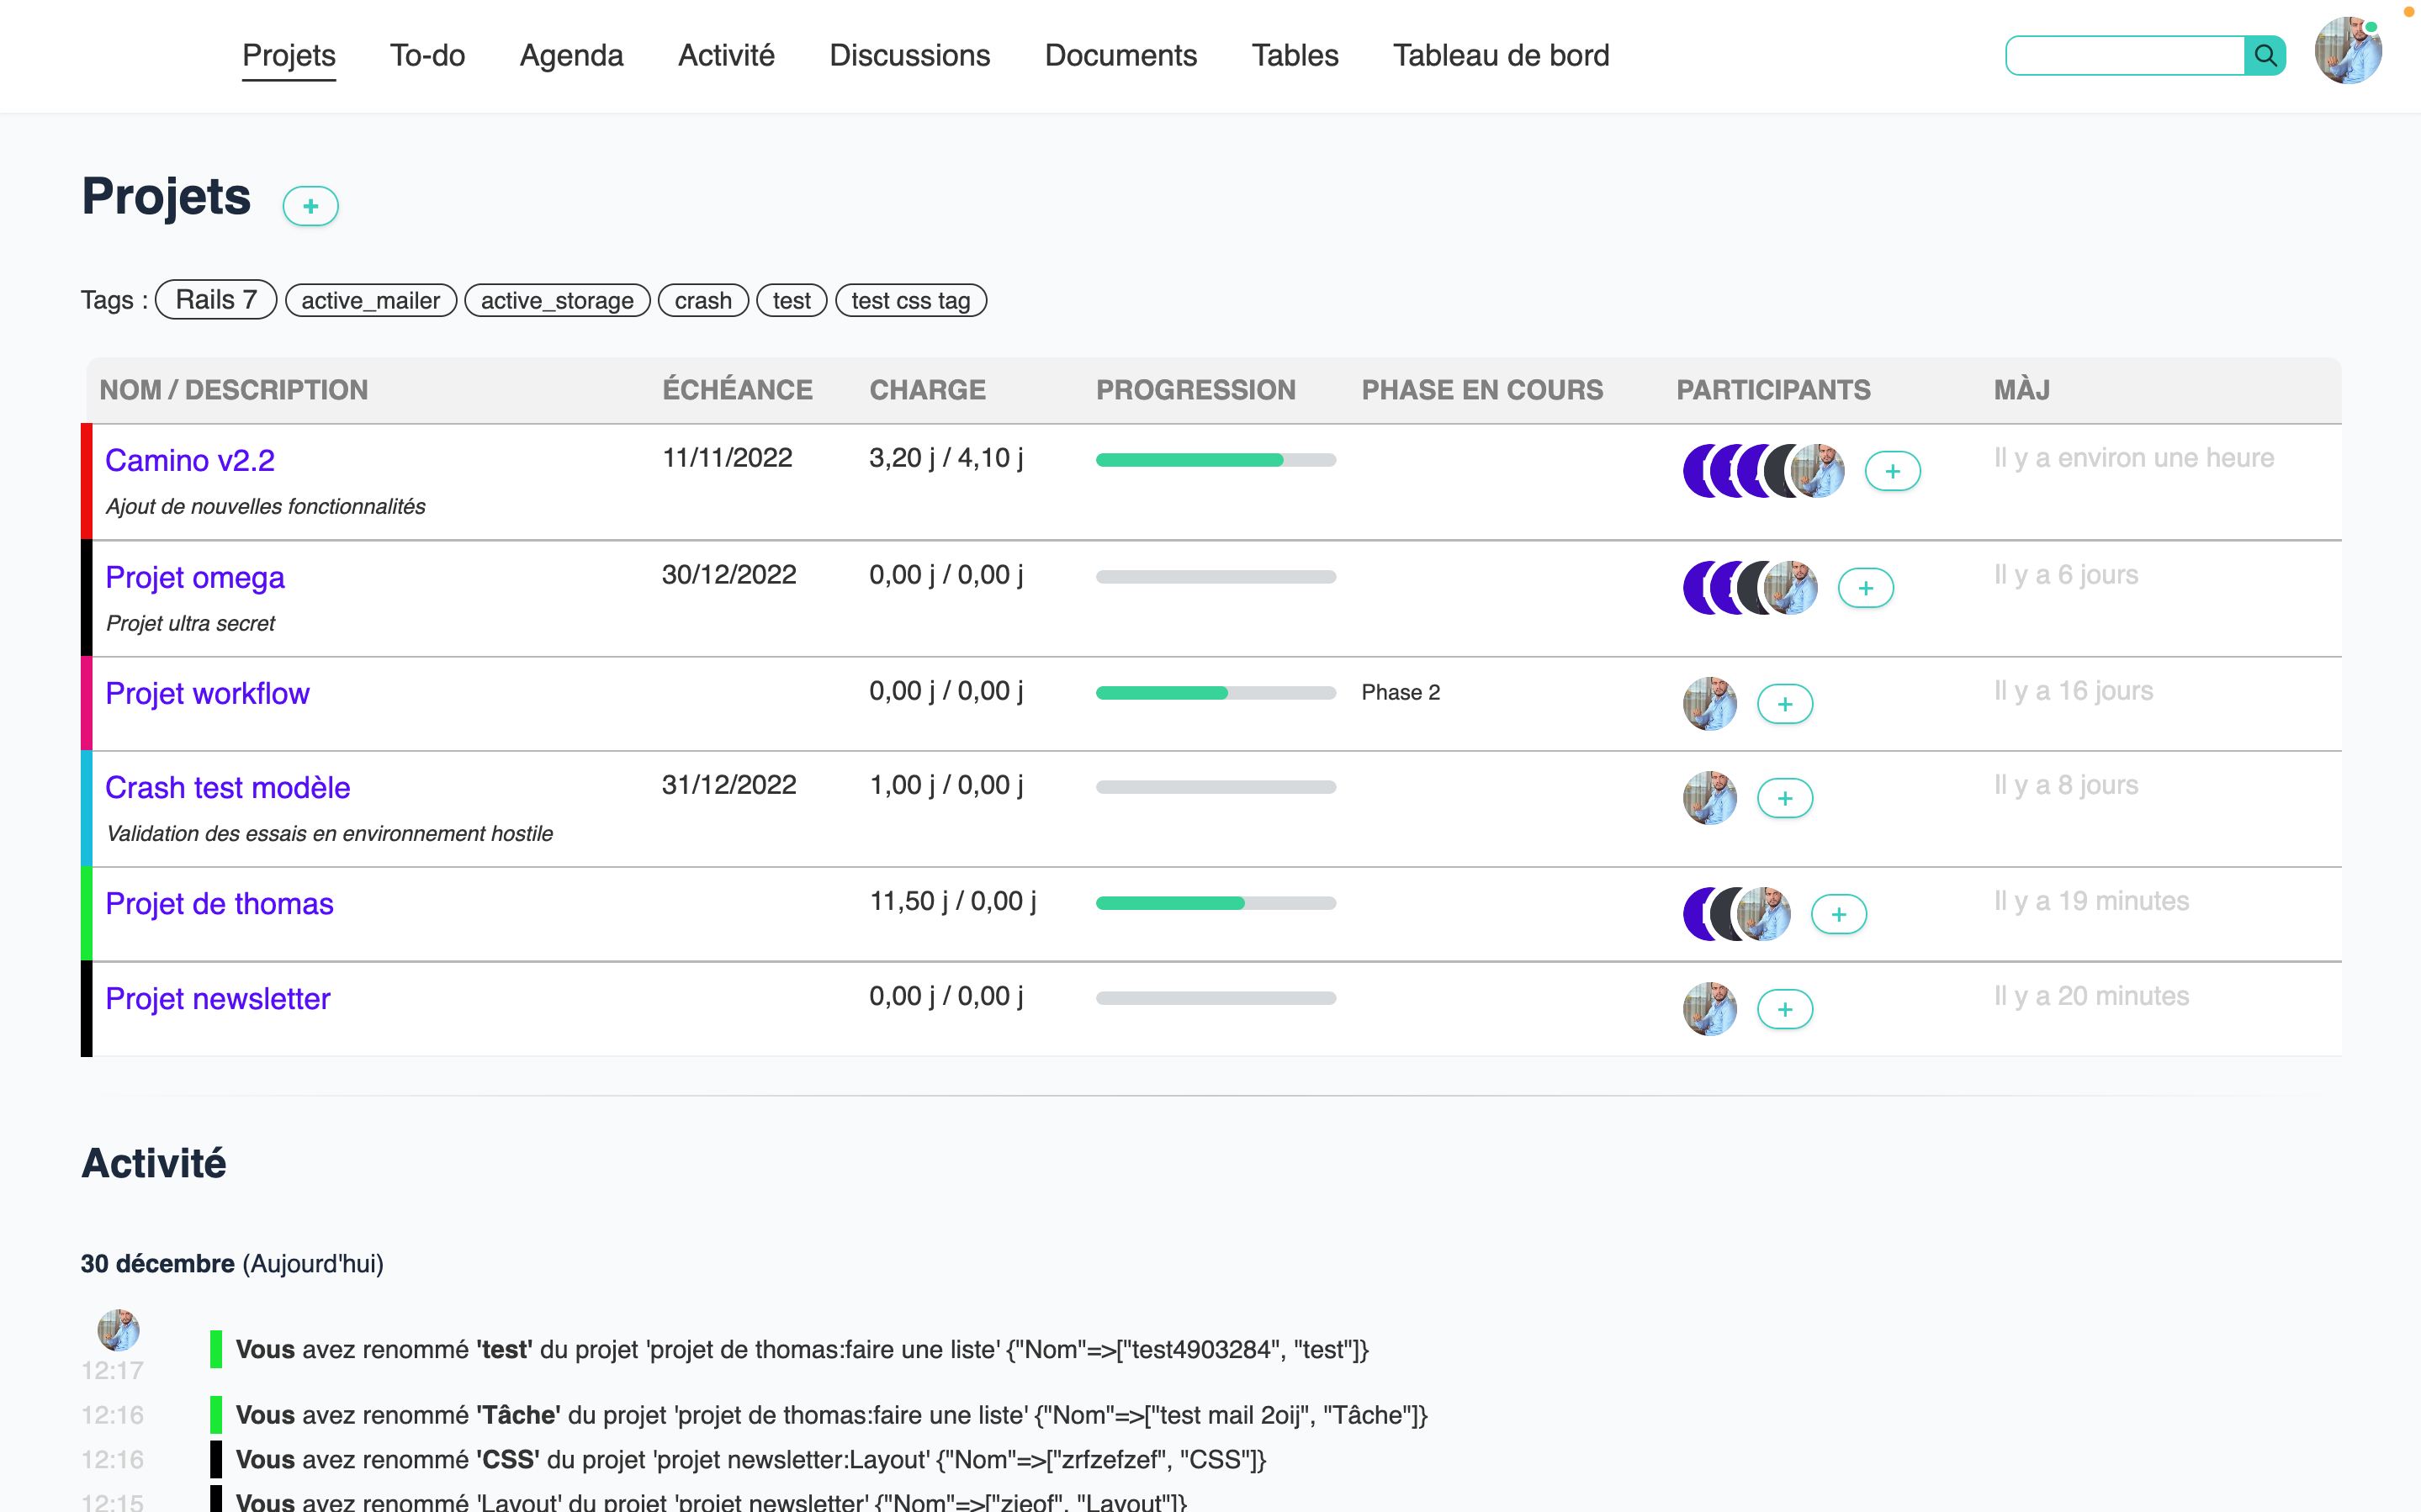 Projets To-do Agenda Activité Discussions Documents Tables Tableau de bord
Projets +
Tags : Rails 7 active_mailer active_storage crash test test css tag
NOM / DESCRIPTION ÉCHÉANCE CHARGE PROGRESSION PHASE EN COURS PARTICIPANTS MÀJ
Camino v2.2 11/11/2022 3,20 j / 4,10 j + Il y a environ une heure
Ajout de nouvelles fonctionnalités
Projet omega 30/12/2022 0,00 j / 0,00 j + Il y a 6 jours
Projet ultra secret
Projet workflow 0,00 j / 0,00 j Phase 2 + Il y a 16 jours
Crash test modèle 31/12/2022 1,00 j / 0,00 j + Il y a 8 jours
Validation des essais en environnement hostile
Projet de thomas 11,50 j / 0,00 j + Il y a 19 minutes
Projet newsletter 0,00 j / 0,00 j + Il y a 20 minutes
Activité
30 décembre (Aujourd'hui)
12:17 Vous avez renommé 'test' du projet 'projet de thomas:faire une liste' {"Nom"=>["test4903284", "test"]}
12:16 Vous avez renommé 'Tâche' du projet 'projet de thomas:faire une liste' {"Nom"=>["test mail 2oij", "Tâche"]}
12:16 Vous avez renommé 'CSS' du projet 'projet newsletter:Layout' {"Nom"=>["zrfzefzef", "CSS"]}
12:15 Vous avez renommé 'Layout' du projet 'projet newsletter' {"Nom"=>["zieof", "Layout"]}